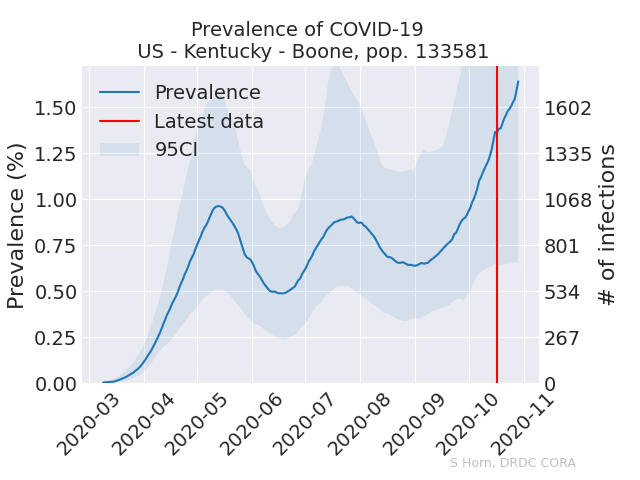 Prevalence of COVID-19
US - Kentucky - Boone, pop. 133581
Prevalence
Latest data
95CI
Prevalence (%)
1.50
1.25
1.00
0.75
0.50
0.25
0.00
1602
1335
1068
801
534
267
0
# of infections
2020-03
2020-04
2020-05
2020-06
2020-07
2020-08
2020-09
2020-10
2020-11
S Horn, DRDC CORA